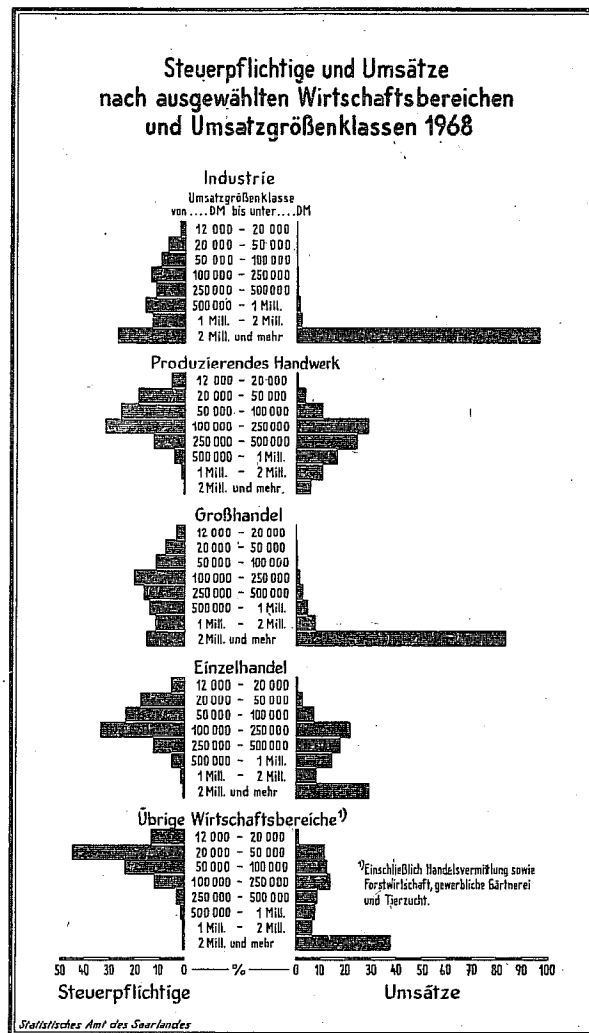 Steuerpflichtige und Umsätze
nach ausgewählten Wirtschaftsbereichen
und Umsatzgrößenklassen 1968
Industrie
Umsatzgrößenklasse
von....DM bis unter....DM
12 000 – 20 000
20 000 – 50 000
50 000 – 100 000
100 000 – 250 000
250 000 – 500 000
500 000 – 1 Mill.
1 Mill. – 2 Mill.
2 Mill. und mehr
Produzierendes Handwerk
12 000 – 20 000
20 000 – 50 000
50 000 – 100 000
100 000 – 250 000
250 000 – 500 000
500 000 – 1 Mill.
1 Mill. – 2 Mill.
2 Mill. und mehr
Großhandel
12 000 – 20 000
20 000 – 50 000
50 000 – 100 000
100 000 – 250 000
250 000 – 500 000
500 000 – 1 Mill.
1 Mill. – 2 Mill.
2 Mill. und mehr
Einzelhandel
12 000 – 20 000
20 000 – 50 000
50 000 – 100 000
100 000 – 250 000
250 000 – 500 000
500 000 – 1 Mill.
1 Mill. – 2 Mill.
2 Mill. und mehr
Übrige Wirtschaftsbereiche¹⁾
12 000 – 20 000
20 000 – 50 000
50 000 – 100 000
100 000 – 250 000
250 000 – 500 000
500 000 – 1 Mill.
1 Mill. – 2 Mill.
2 Mill. und mehr
¹⁾Einschließlich Handelsvermittlung sowie
Forstwirtschaft, gewerbliche Gärtnerei
und Tierzucht.
50 40 30 20 10 0 — % — 0 10 20 30 40 50 60 70 80 90 100
Steuerpflichtige Umsätze
Statistisches Amt des Saarlandes